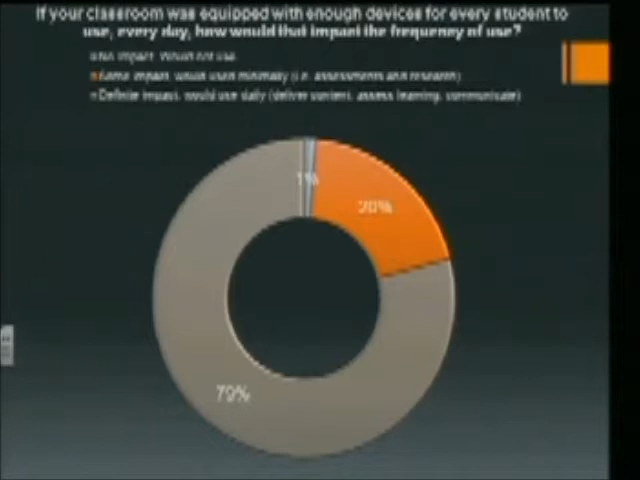 If your classroom was equipped with enough devices for every student to
use, every day, how would that impact the frequency of use?
No impact. Would not use.
Some impact, would used minimally (i.e. assessments and research)
Definite impact, would use daily (deliver content, assess learning, communicate)
1%
20%
79%